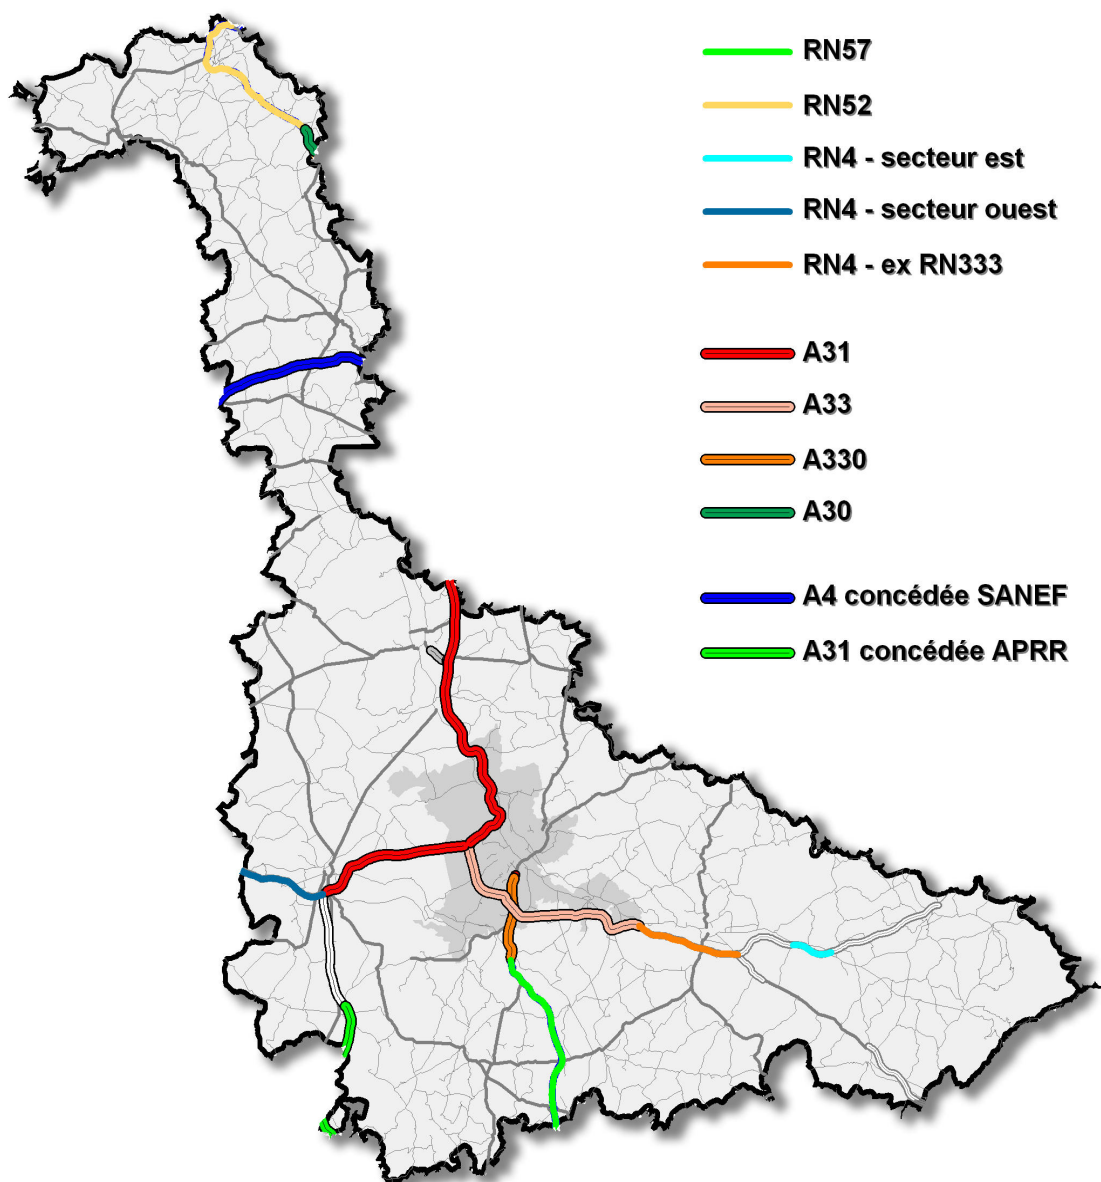 RN57
RN52
RN4 - secteur est
RN4 - secteur ouest
RN4 - ex RN333
A31
A33
A330
A30
A4 concédée SANEF
A31 concédée APRR